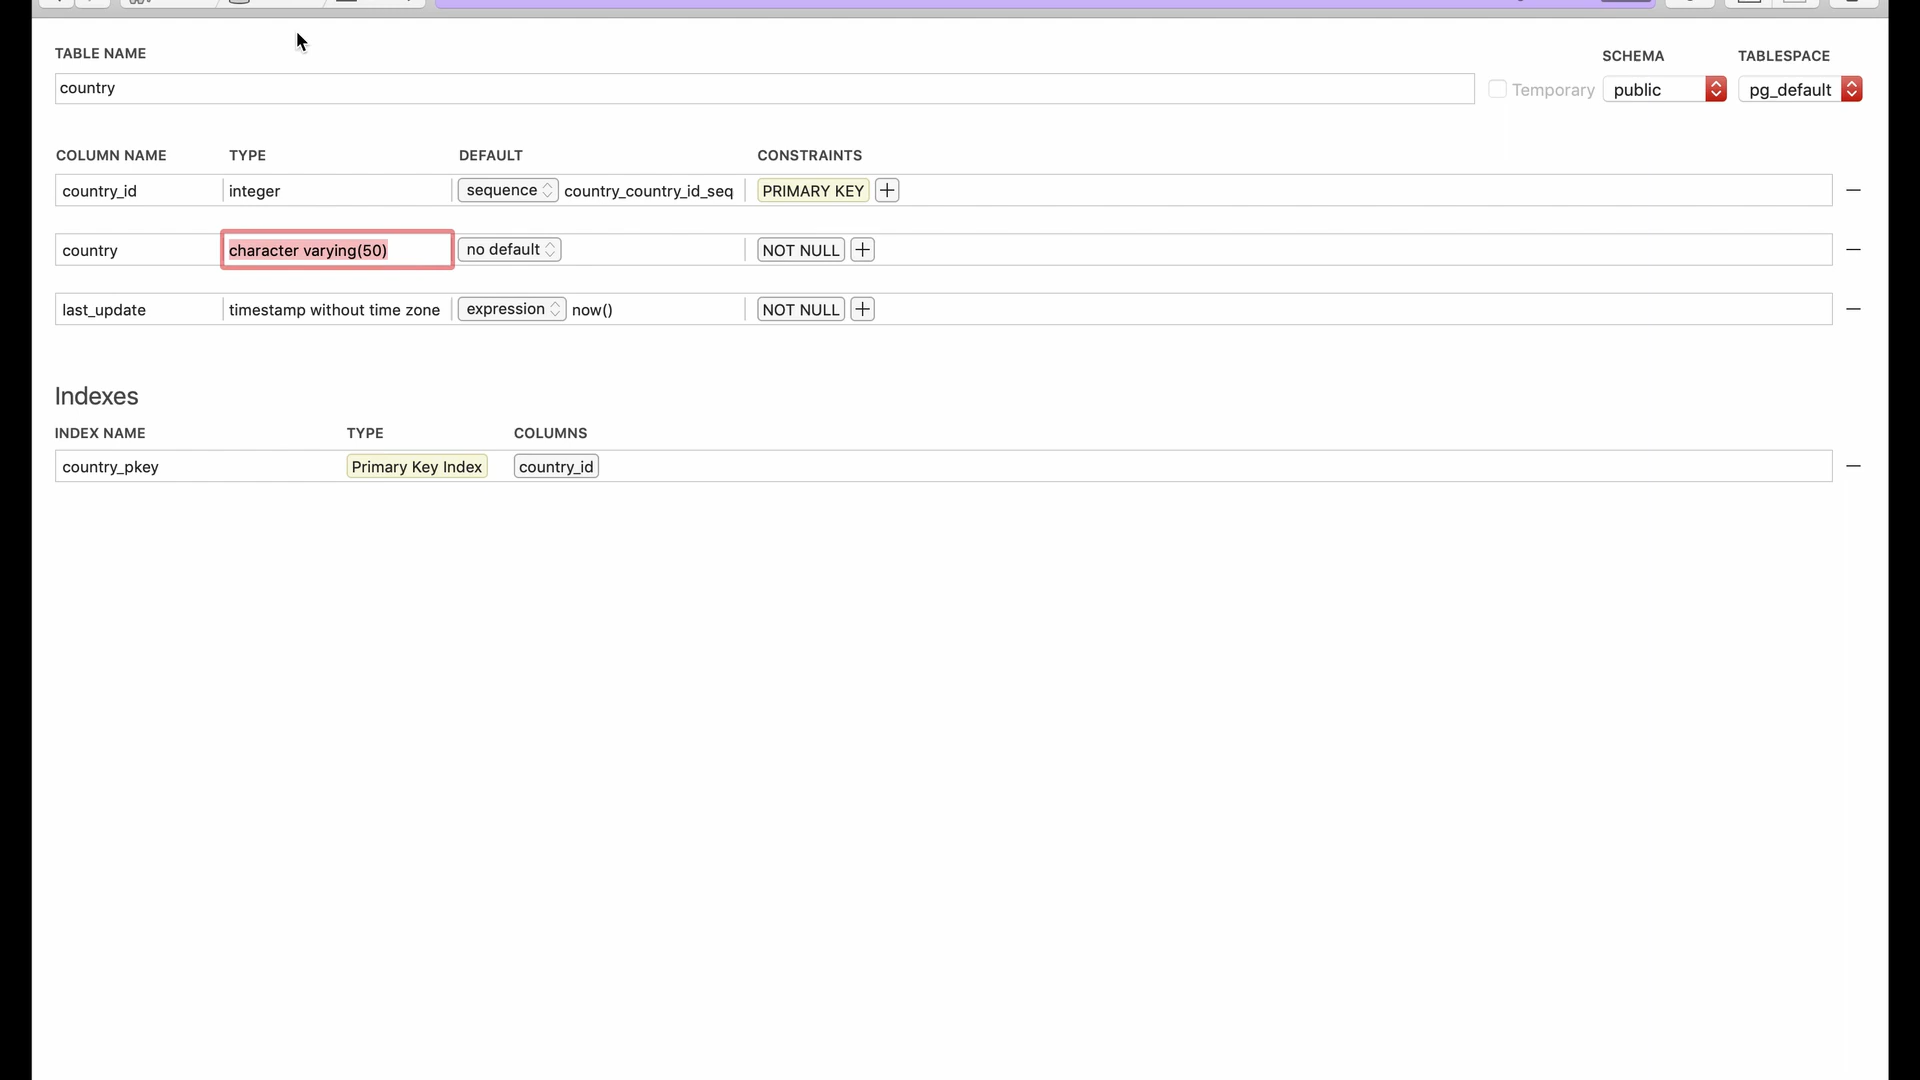 TABLE NAME
SCHEMA TABLESPACE
country Temporary public pg_default
COLUMN NAME TYPE DEFAULT CONSTRAINTS
country_id integer sequence country_country_id_seq PRIMARY KEY
country character varying(50) no default NOT NULL
last_update timestamp without time zone expression now() NOT NULL
Indexes
INDEX NAME TYPE COLUMNS
country_pkey Primary Key Index country_id